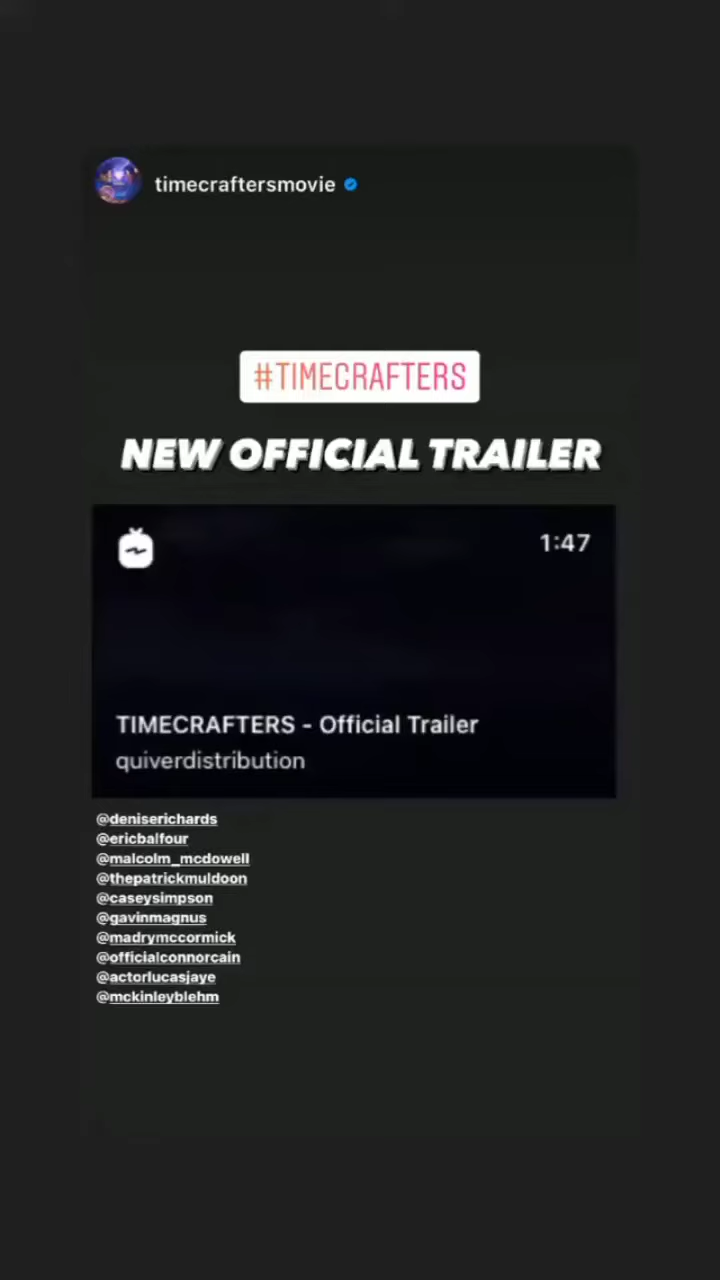 timecraftersmovie
#TIMECRAFTERS
NEW OFFICIAL TRAILER
1:47
TIMECRAFTERS - Official Trailer
quiverdistribution
@deniserichards
@ericbalfour
@malcolm_mcdowell
@thepatrickmuldoon
@caseysimpson
@gavinmagnus
@madrymccormick
@officialconnorcain
@actorlucasjaye
@mckinleyblehm